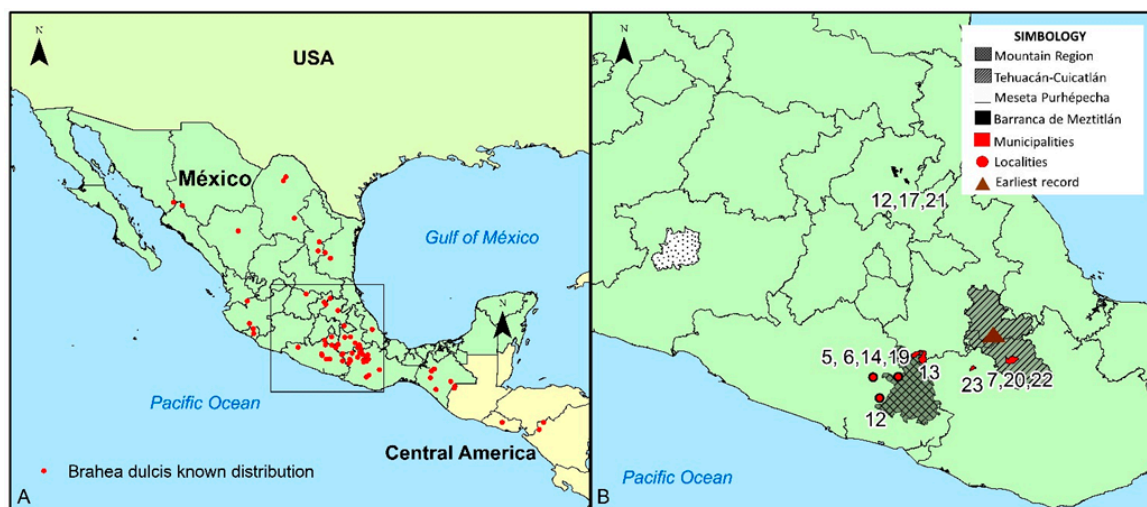 N
USA
México
Gulf of México
N
Pacific Ocean
Central America
Brahea dulcis known distribution
A
N
SIMBOLOGY
Mountain Region
Tehuacán-Cuicatlán
Meseta Purhépecha
Barranca de Meztitlán
Municipalities
Localities
Earliest record
12,17,21
5, 6, 14, 19
13
23
7,20,22
12
Pacific Ocean
B